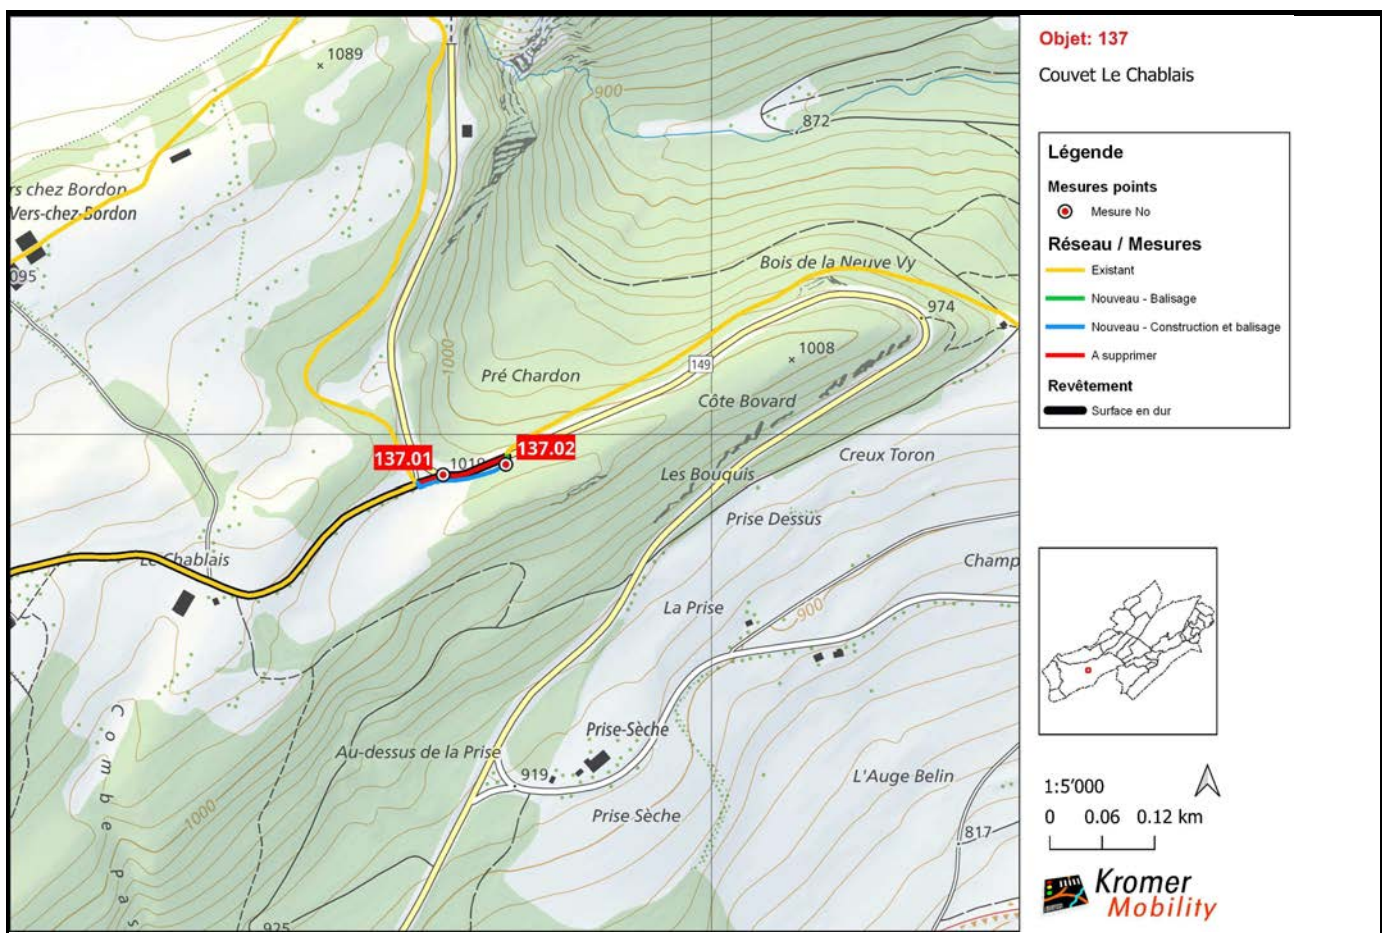 Objet: 137
Couvet Le Chablais
Légende
Mesures points
Mesure No
Réseau / Mesures
Existant
Nouveau - Balisage
Nouveau - Construction et balisage
A supprimer
Revêtement
Surface en dur
1:5'000
0 0.06 0.12 km
Kromer
Mobility
1089
900
872
rs chez Bordon
Vers-chez-Bordon
095
Bois de la Neuve Vy
974
1000
149
1008
Pré Chardon
Côte Bovard
137.01
137.02
Creux Toron
Les Bouquis
Prise Dessus
Le Chablais
Champ
La Prise
900
Combe Pas
Prise-Sèche
Au-dessus de la Prise
919
L'Auge Belin
Prise Sèche
1000
817
925